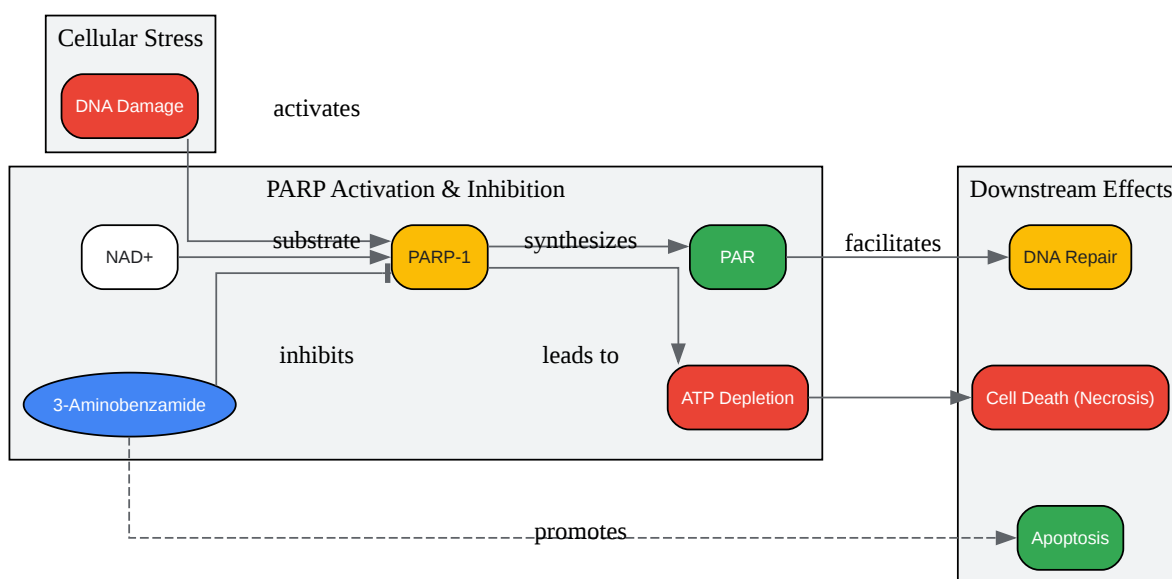 Cellular Stress
DNA Damage
activates
PARP Activation & Inhibition
Downstream Effects
NAD+
substrate
PARP-1
synthesizes
PAR
facilitates
DNA Repair
inhibits
leads to
3-Aminobenzamide
ATP Depletion
Cell Death (Necrosis)
promotes
Apoptosis